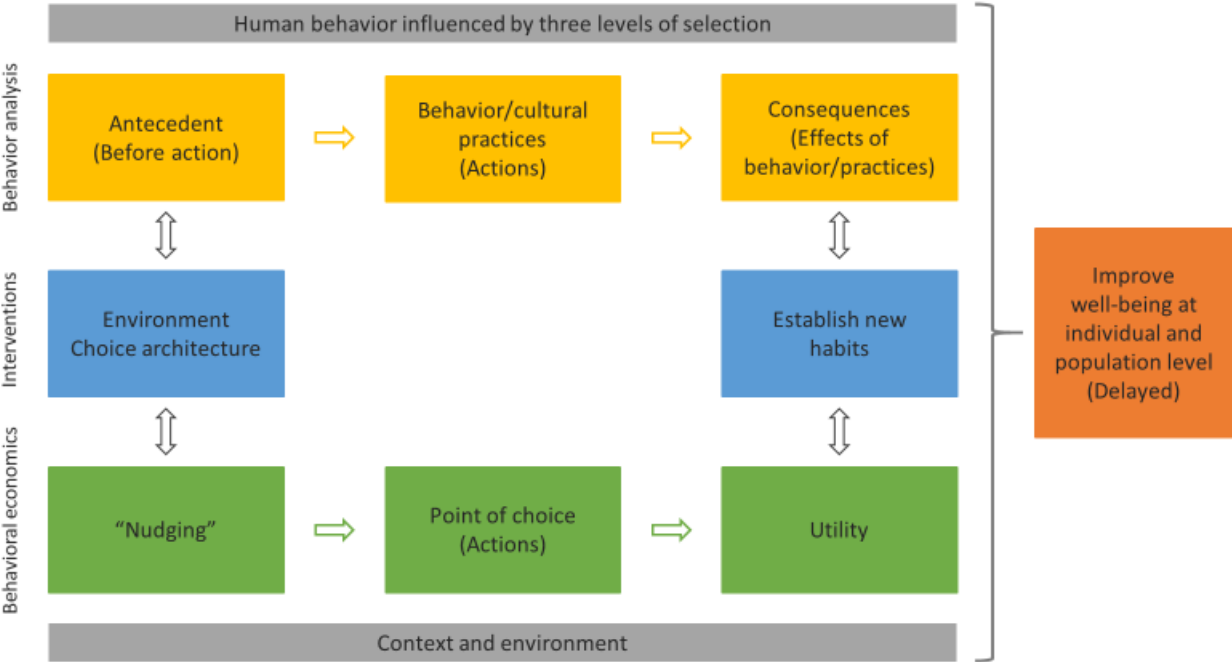 Human behavior influenced by three levels of selection
Behavior analysis
Antecedent
(Before action)
Behavior/cultural
practices
(Actions)
Consequences
(Effects of
behavior/practices)
Interventions
Environment
Choice architecture
Establish new
habits
Improve
well-being at
individual and
population level
(Delayed)
Behavioral economics
“Nudging”
Point of choice
(Actions)
Utility
Context and environment